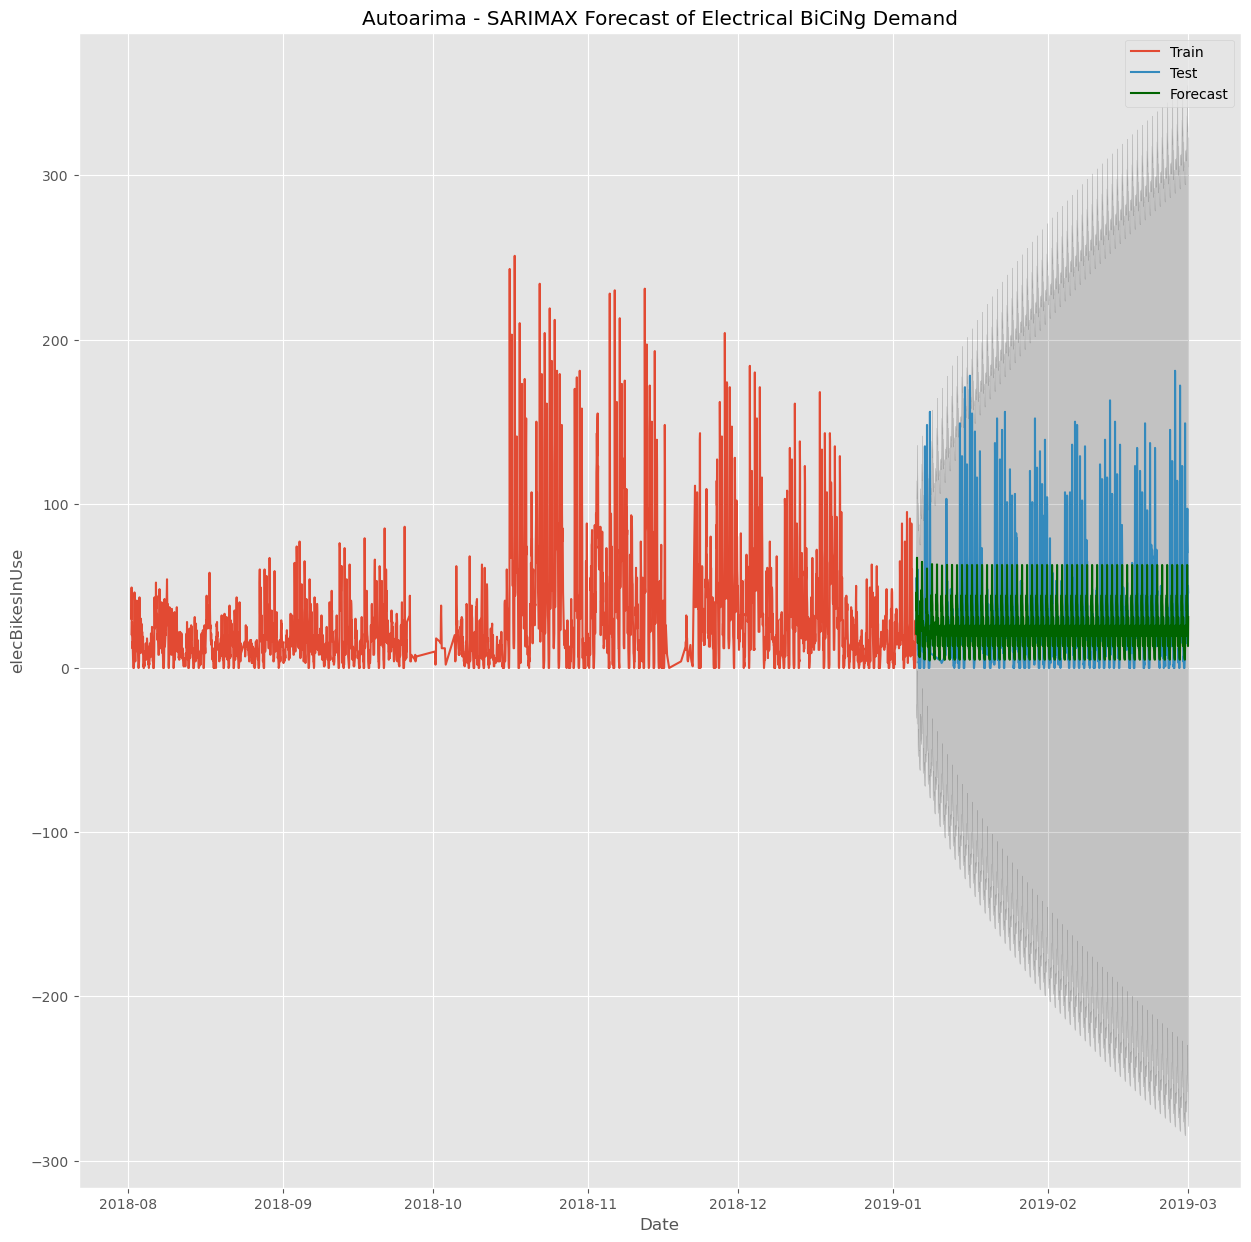 Autoarima - SARIMAX Forecast of Electrical BiCiNg Demand
Train
Test
Forecast
300
200
100
0
−100
−200
−300
elecBikesInUse
2018-08
2018-09
2018-10
2018-11
2018-12
2019-01
2019-02
2019-03
Date